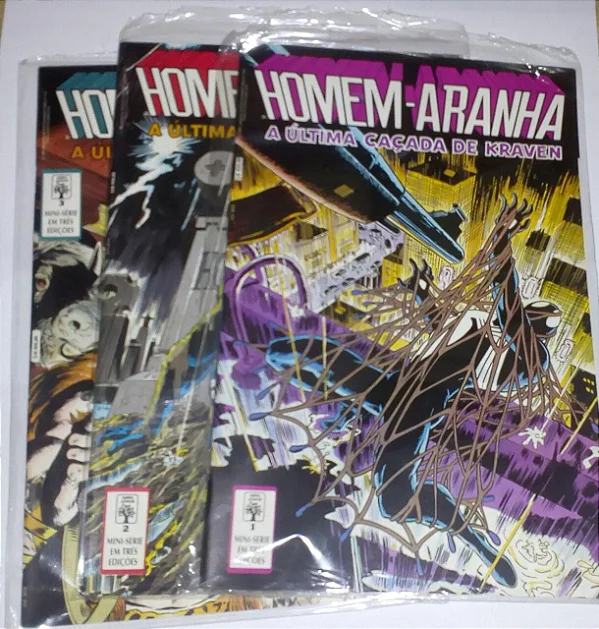 HOMEM-ARANHA
A ÚLTIMA CAÇADA DE KRAVEN
1
MINI-SÉRIE
EM TRÊS
EDIÇÕES
HOME
A ÚLTIMA
2
MINI-SÉRIE
EM TRÊS
EDIÇÕES
HO
A ÚL
3
MINI-SÉRIE
EM TRÊS
EDIÇÕES